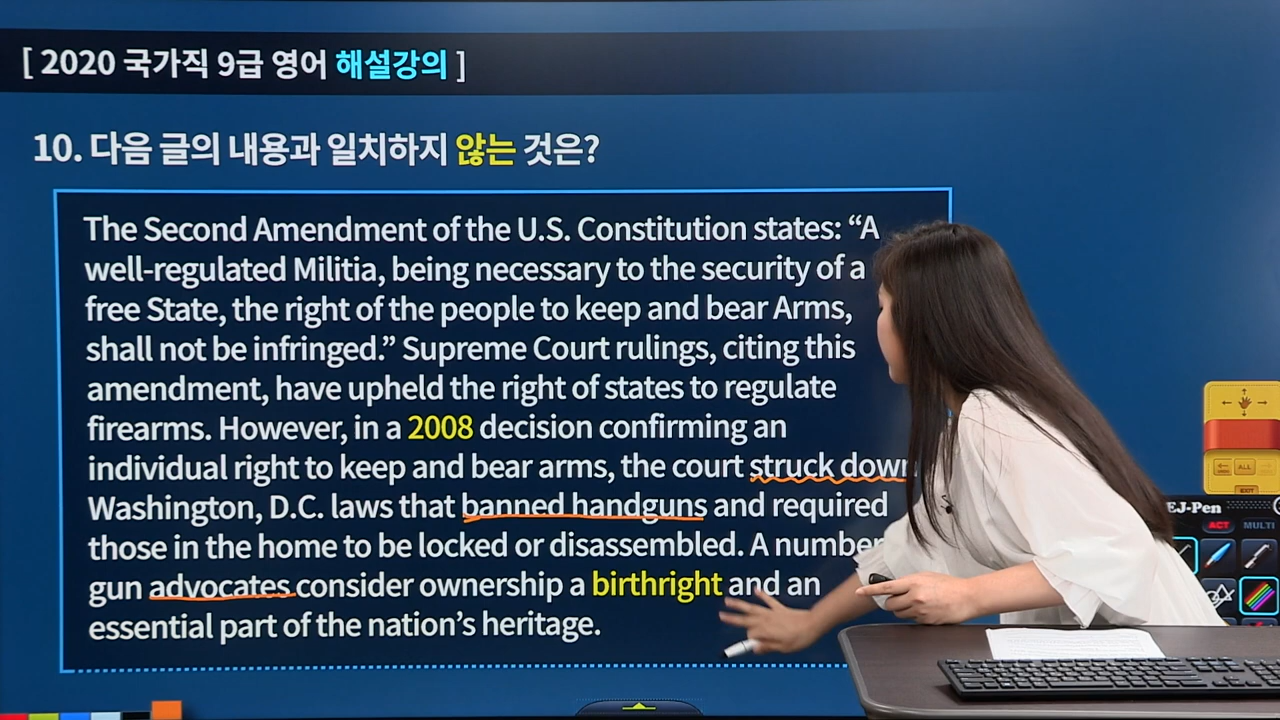 [ 2020 국가직 9급 영어 해설강의 ]
10. 다음 글의 내용과 일치하지 않는 것은?
The Second Amendment of the U.S. Constitution states: “A
well-regulated Militia, being necessary to the security of a
free State, the right of the people to keep and bear Arms,
shall not be infringed.” Supreme Court rulings, citing this
amendment, have upheld the right of states to regulate
firearms. However, in a 2008 decision confirming an
individual right to keep and bear arms, the court struck down
Washington, D.C. laws that banned handguns and required
those in the home to be locked or disassembled. A number
gun advocates consider ownership a birthright and an
essential part of the nation’s heritage.
ALL
EXIT
EJ-Pen
ACT MULTI